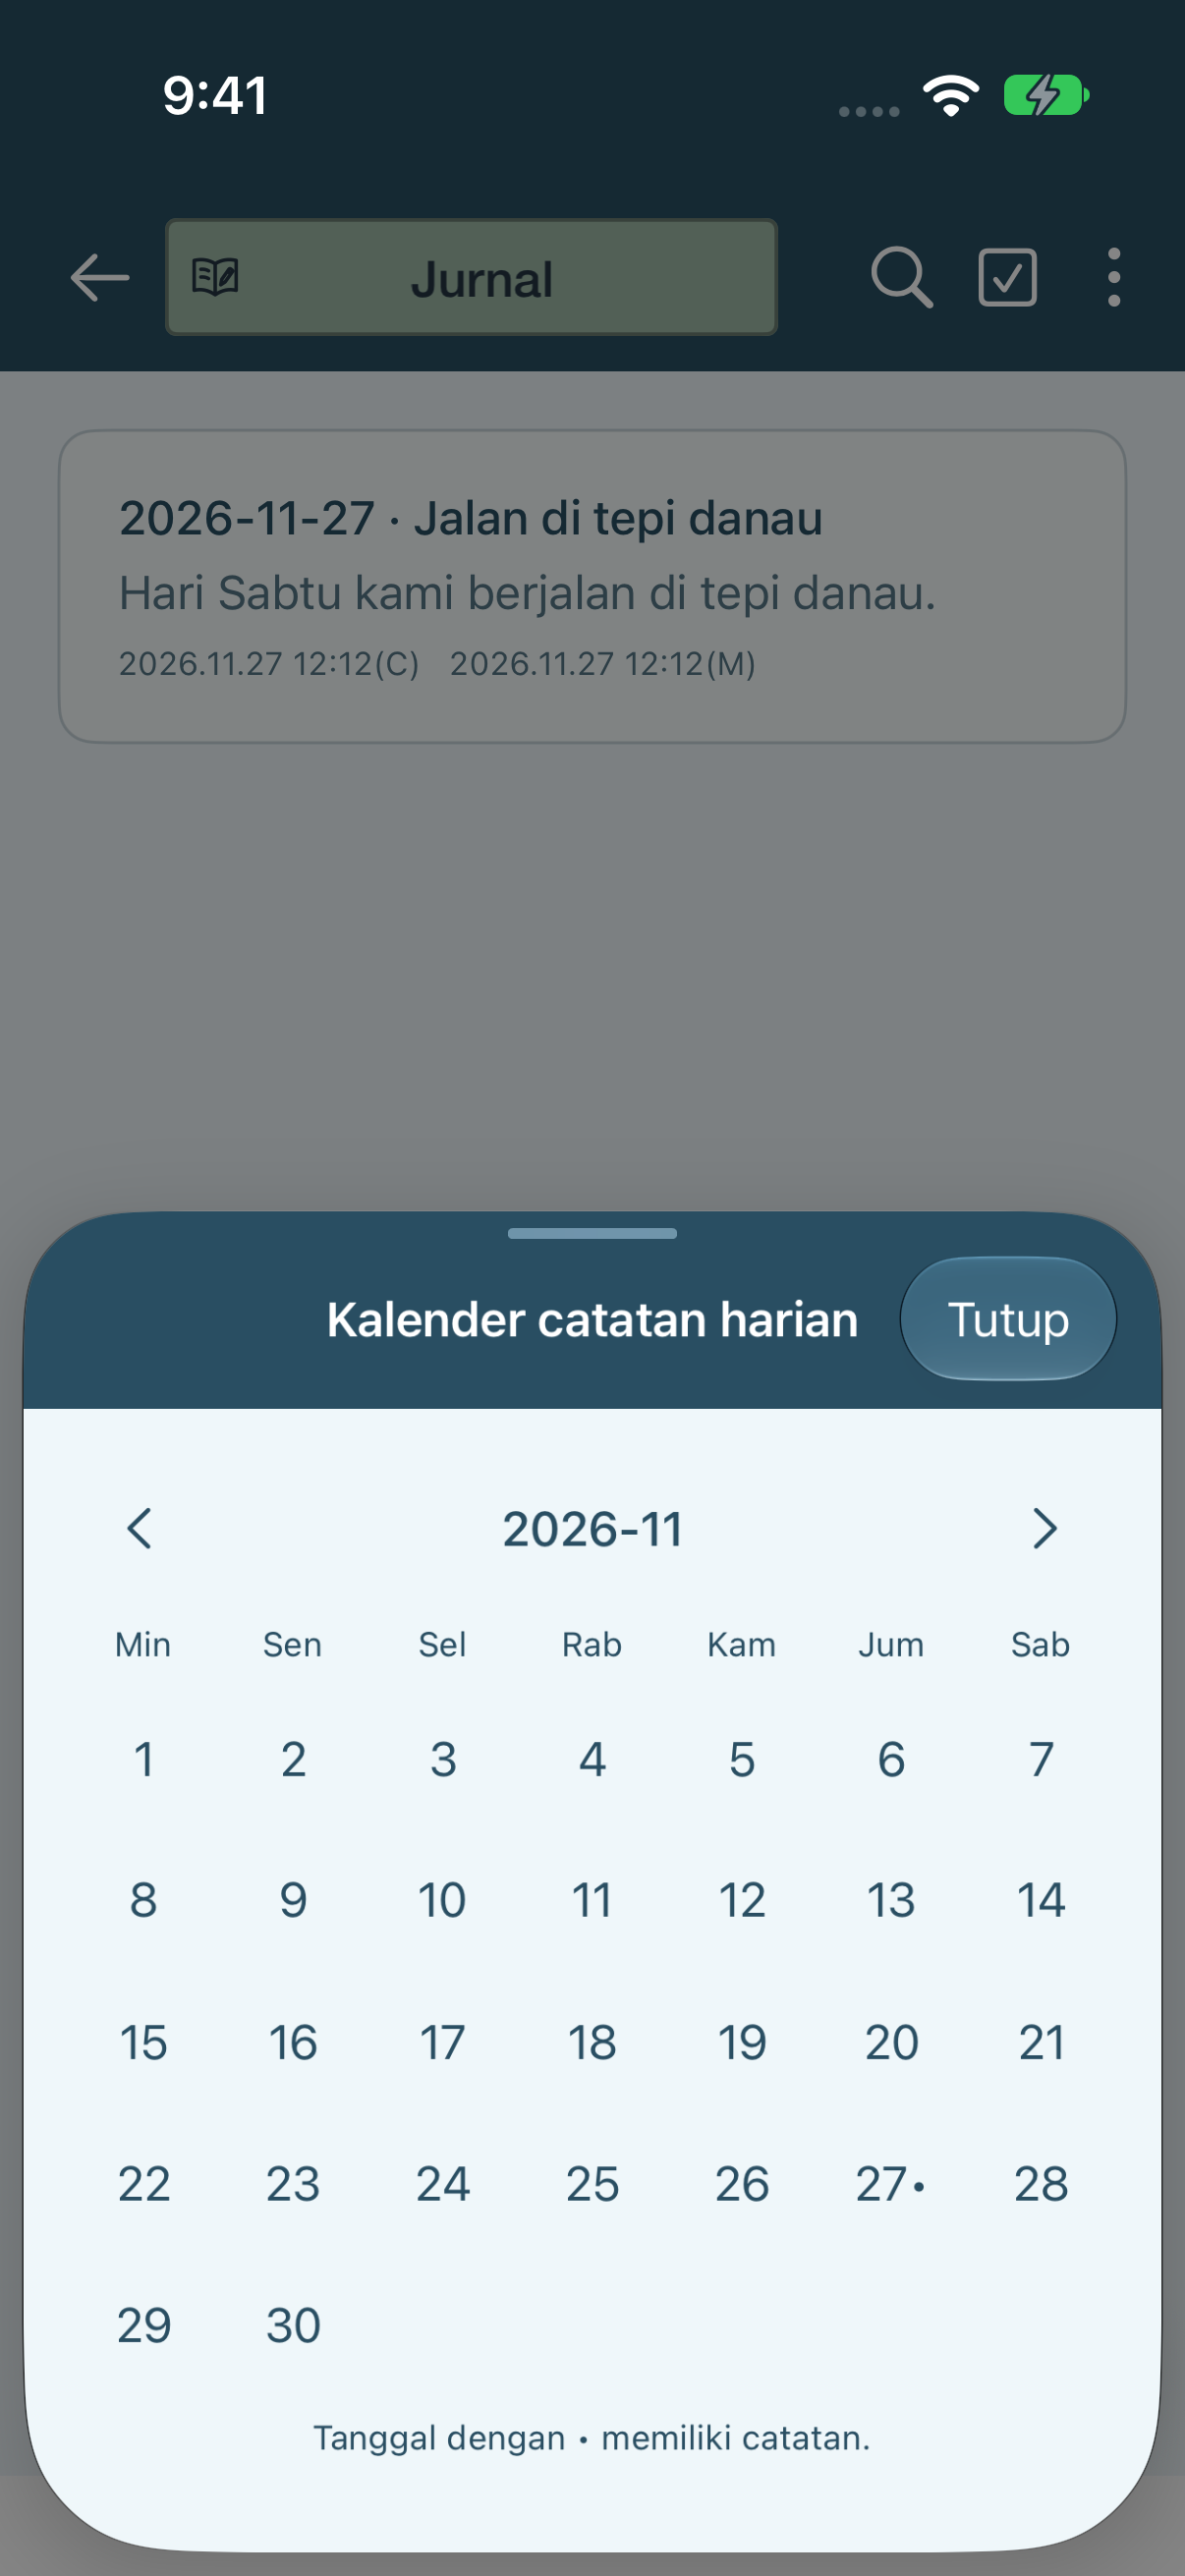 9:41
Jurnal
2026-11-27 · Jalan di tepi danau
Hari Sabtu kami berjalan di tepi danau.
2026.11.27 12:12(C) 2026.11.27 12:12(M)
Kalender catatan harian
Tutup
2026-11
Min Sen Sel Rab Kam Jum Sab
1 2 3 4 5 6 7
8 9 10 11 12 13 14
15 16 17 18 19 20 21
22 23 24 25 26 27• 28
29 30
Tanggal dengan • memiliki catatan.